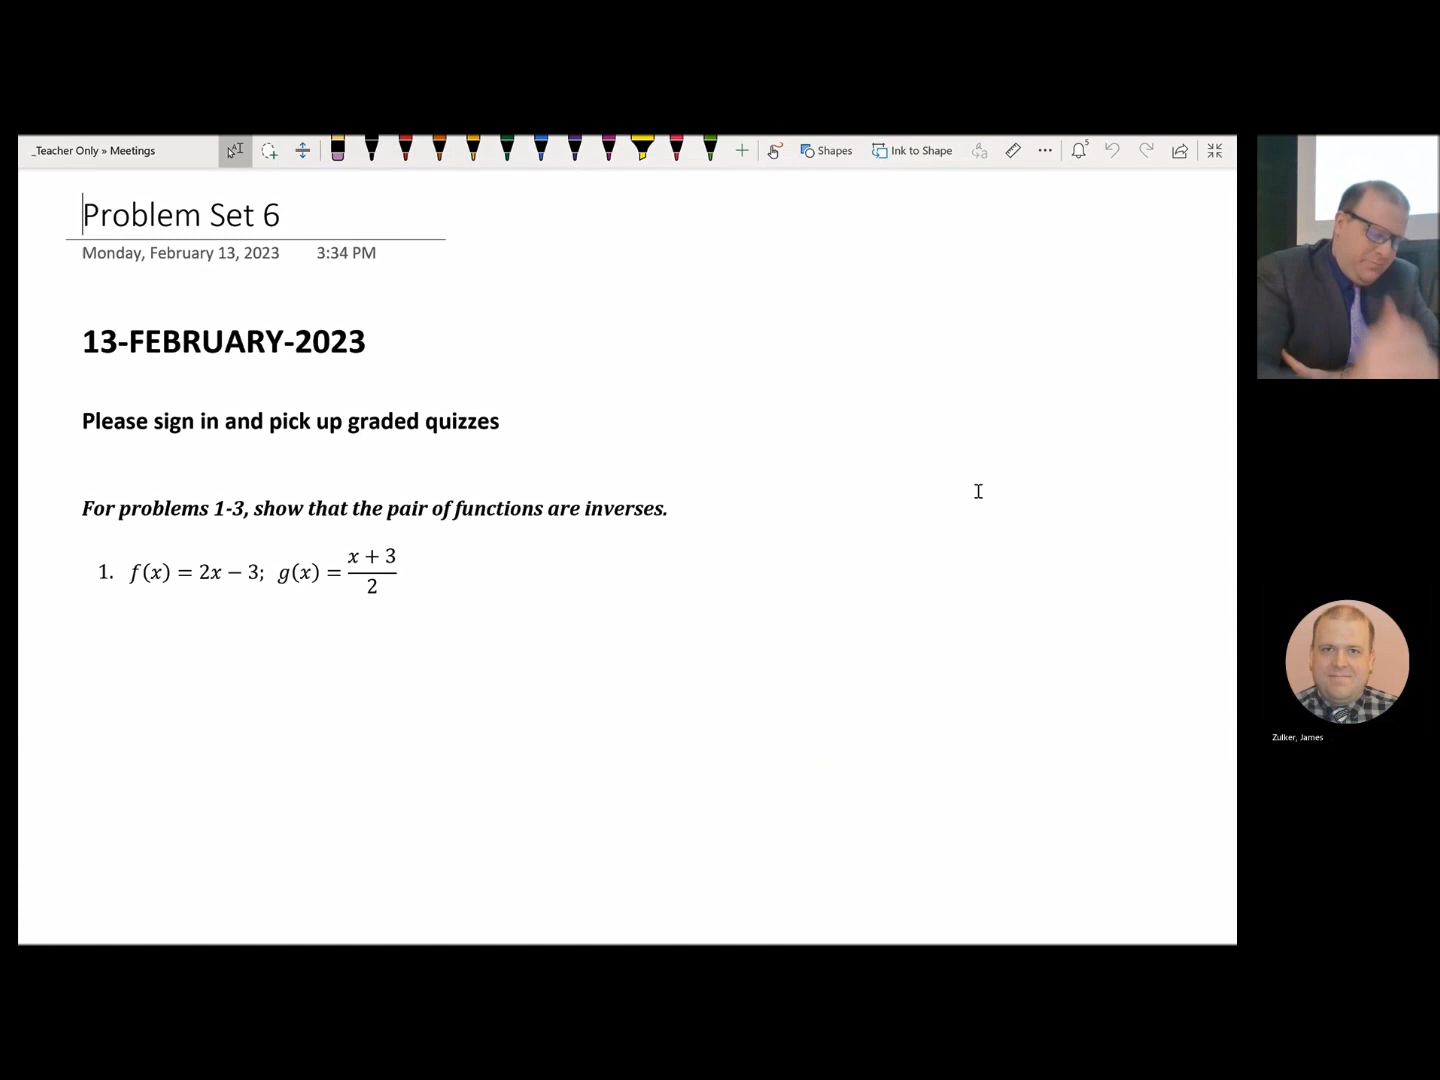 _Teacher Only » Meetings
Shapes
Ink to Shape
5
Problem Set 6
Monday, February 13, 2023 3:34 PM
13-FEBRUARY-2023
Please sign in and pick up graded quizzes
For problems 1-3, show that the pair of functions are inverses.
1. f(x) = 2x − 3; g(x) = x + 3
2
Zulker, James